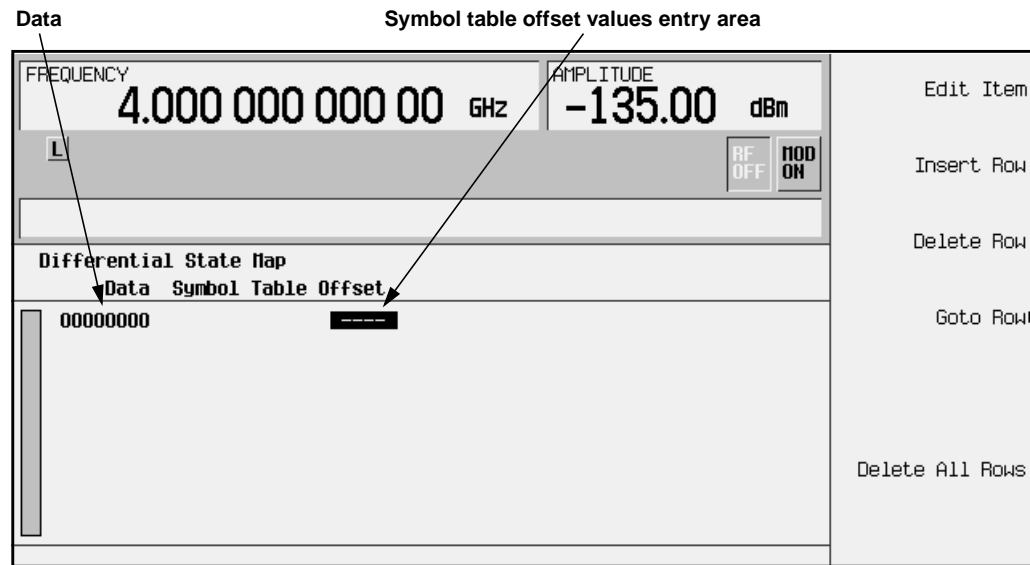 Data Symbol table offset values entry area
FREQUENCY AMPLITUDE
4.000 000 000 00 GHz -135.00 dBm
Edit Item
L RF OFF MOD ON
Insert Row
Delete Row
Differential State Map
Data Symbol Table Offset
00000000 ----
Goto Row
Delete All Rows